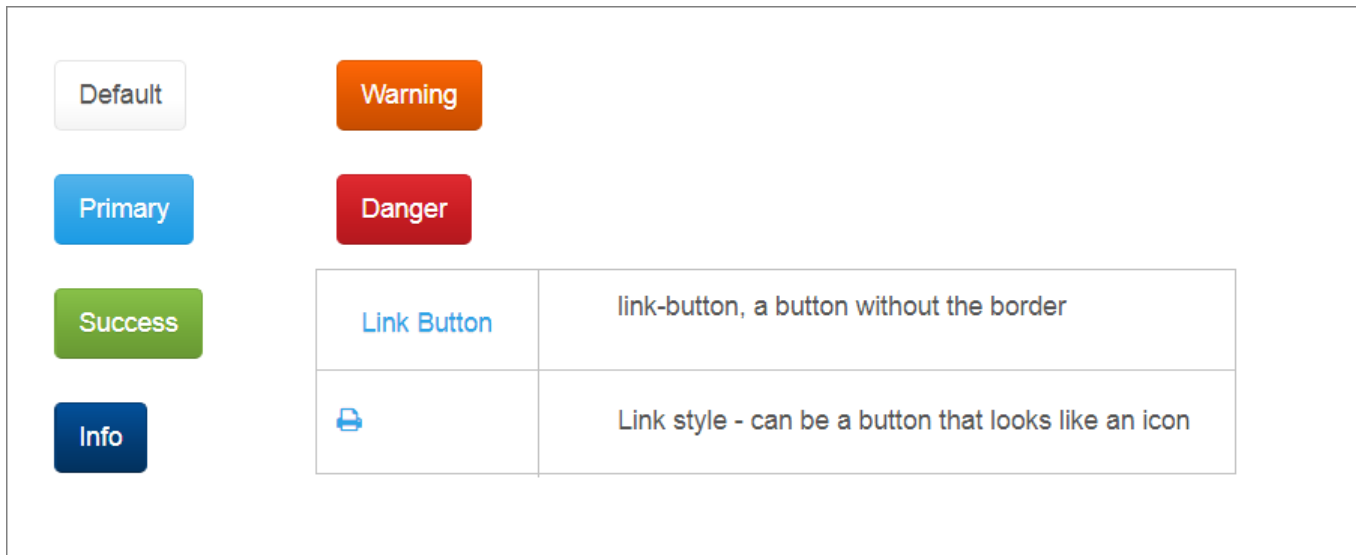 Default
Warning
Primary
Danger
Success
Link Button
link-button, a button without the border
Info
Link style - can be a button that looks like an icon